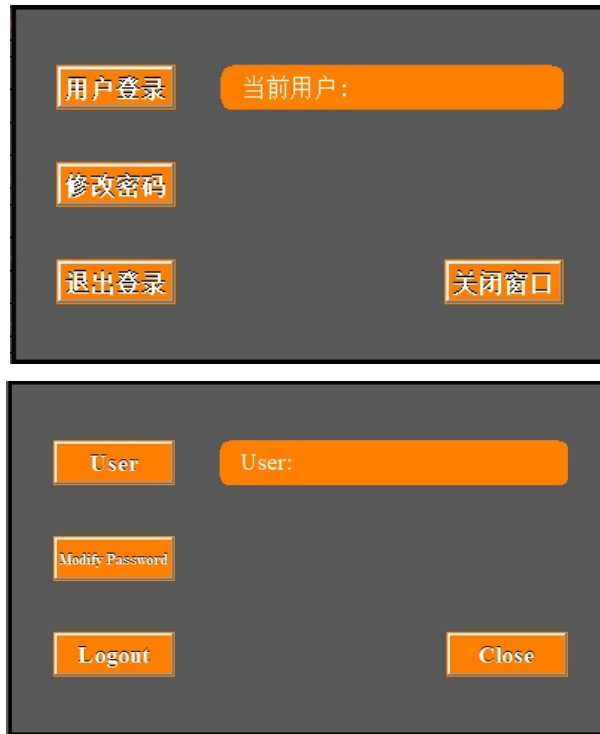 用户登录
当前用户:
修改密码
退出登录
关闭窗口
User
User:
Modify Password
Logout
Close